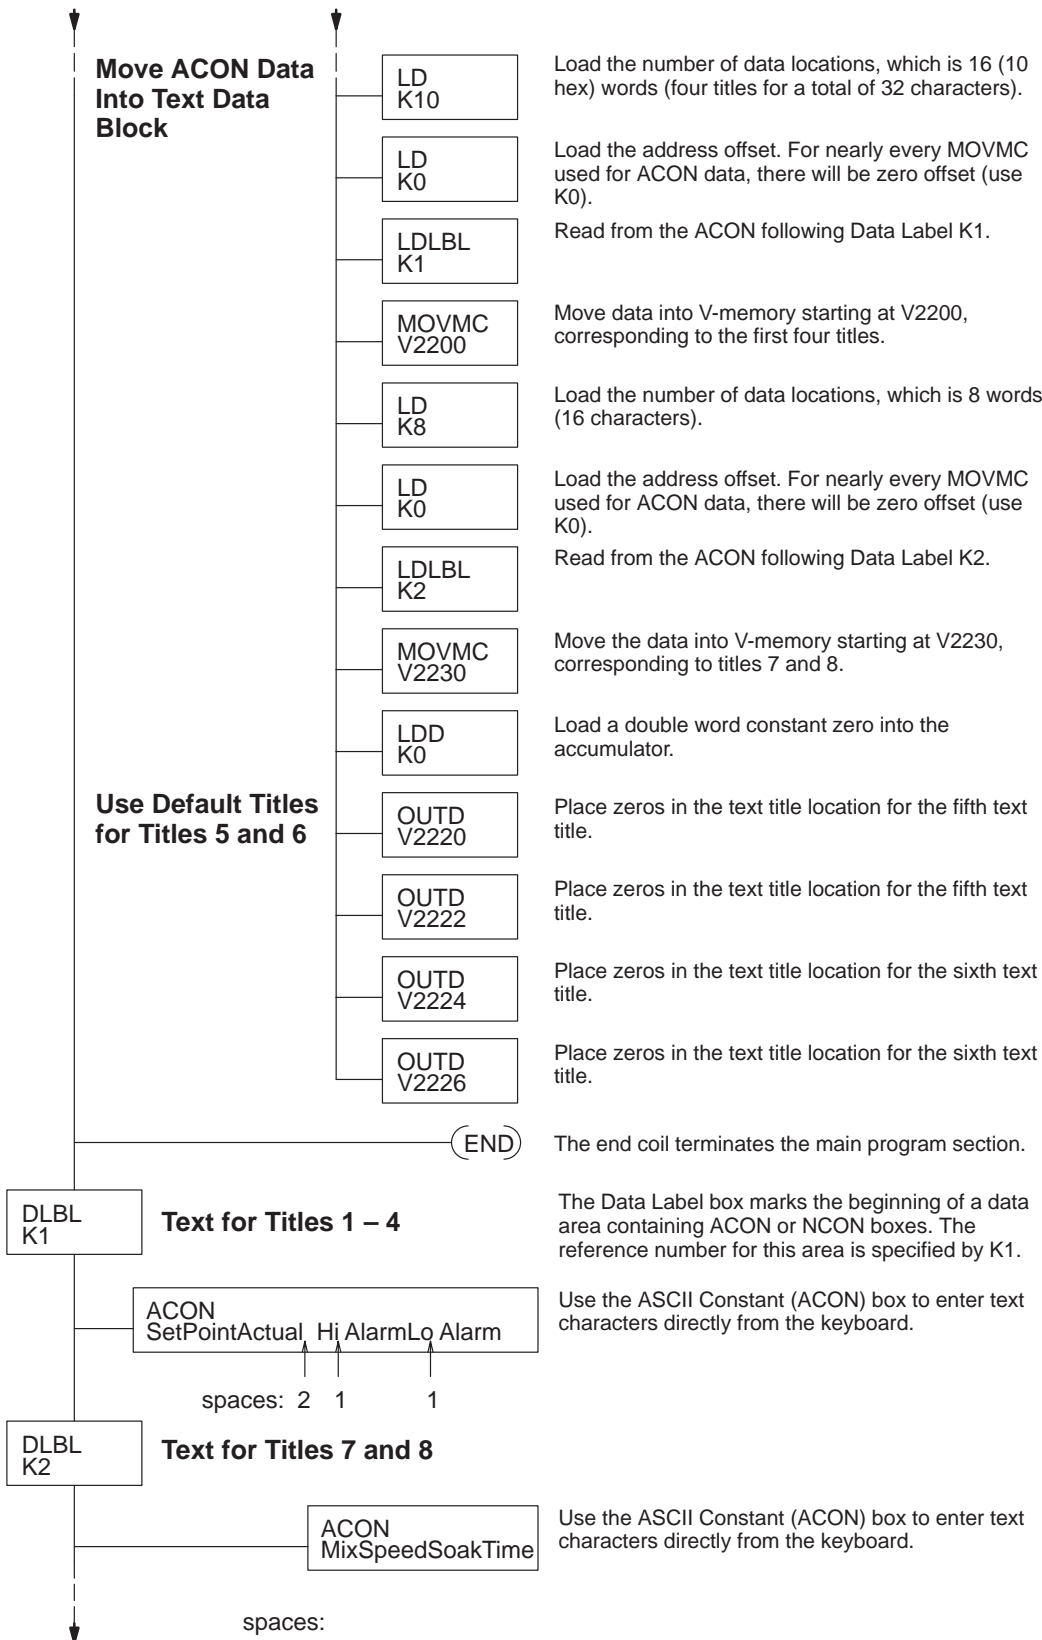 Move ACON Data
Into Text Data
Block
LD
K10
Load the number of data locations, which is 16 (10
hex) words (four titles for a total of 32 characters).
LD
K0
Load the address offset. For nearly every MOVMC
used for ACON data, there will be zero offset (use
K0).
LDLBL
K1
Read from the ACON following Data Label K1.
MOVMC
V2200
Move data into V-memory starting at V2200,
corresponding to the first four titles.
LD
K8
Load the number of data locations, which is 8 words
(16 characters).
LD
K0
Load the address offset. For nearly every MOVMC
used for ACON data, there will be zero offset (use
K0).
LDLBL
K2
Read from the ACON following Data Label K2.
MOVMC
V2230
Move the data into V-memory starting at V2230,
corresponding to titles 7 and 8.
LDD
K0
Load a double word constant zero into the
accumulator.
Use Default Titles
for Titles 5 and 6
OUTD
V2220
Place zeros in the text title location for the fifth text
title.
OUTD
V2222
Place zeros in the text title location for the fifth text
title.
OUTD
V2224
Place zeros in the text title location for the sixth text
title.
OUTD
V2226
Place zeros in the text title location for the sixth text
title.
END
The end coil terminates the main program section.
DLBL
K1
Text for Titles 1 – 4
The Data Label box marks the beginning of a data
area containing ACON or NCON boxes. The
reference number for this area is specified by K1.
ACON
SetPointActual  Hi AlarmLo Alarm
Use the ASCII Constant (ACON) box to enter text
characters directly from the keyboard.
spaces: 2 1 1
DLBL
K2
Text for Titles 7 and 8
ACON
MixSpeedSoakTime
Use the ASCII Constant (ACON) box to enter text
characters directly from the keyboard.
spaces: